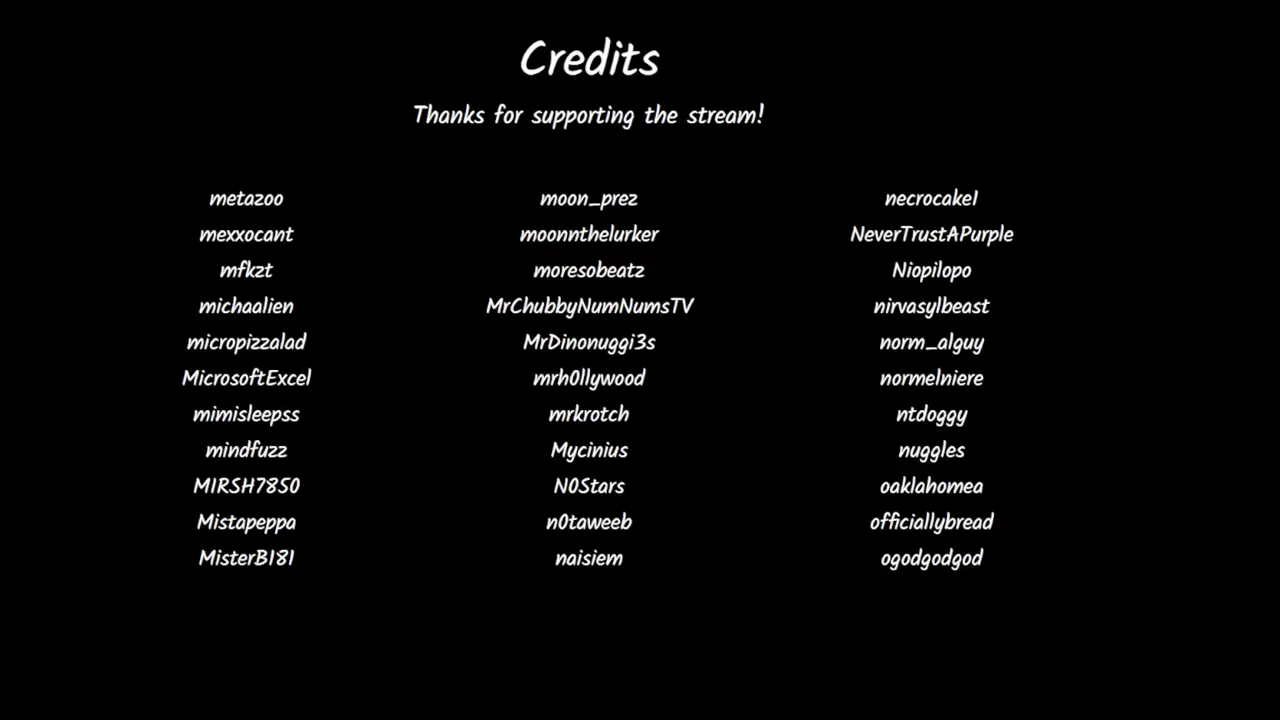 Credits
Thanks for supporting the stream!
metazoo
mexxocant
mfkzt
michaalien
micropizzalad
MicrosoftExcel
mimisleepss
mindfuzz
MIRSH7850
Mistapeppa
MisterB181
moon_prez
moonnthelurker
moresobeatz
MrChubbyNumNumsTV
MrDinonuggi3s
mrh0llywood
mrkrotch
Mycinius
N0Stars
n0taweeb
naisiem
necrocake1
NeverTrustAPurple
Niopilopo
nirvasylbeast
norm_alguy
normelniere
ntdoggy
nuggles
oaklahomea
officiallybread
ogodgodgod